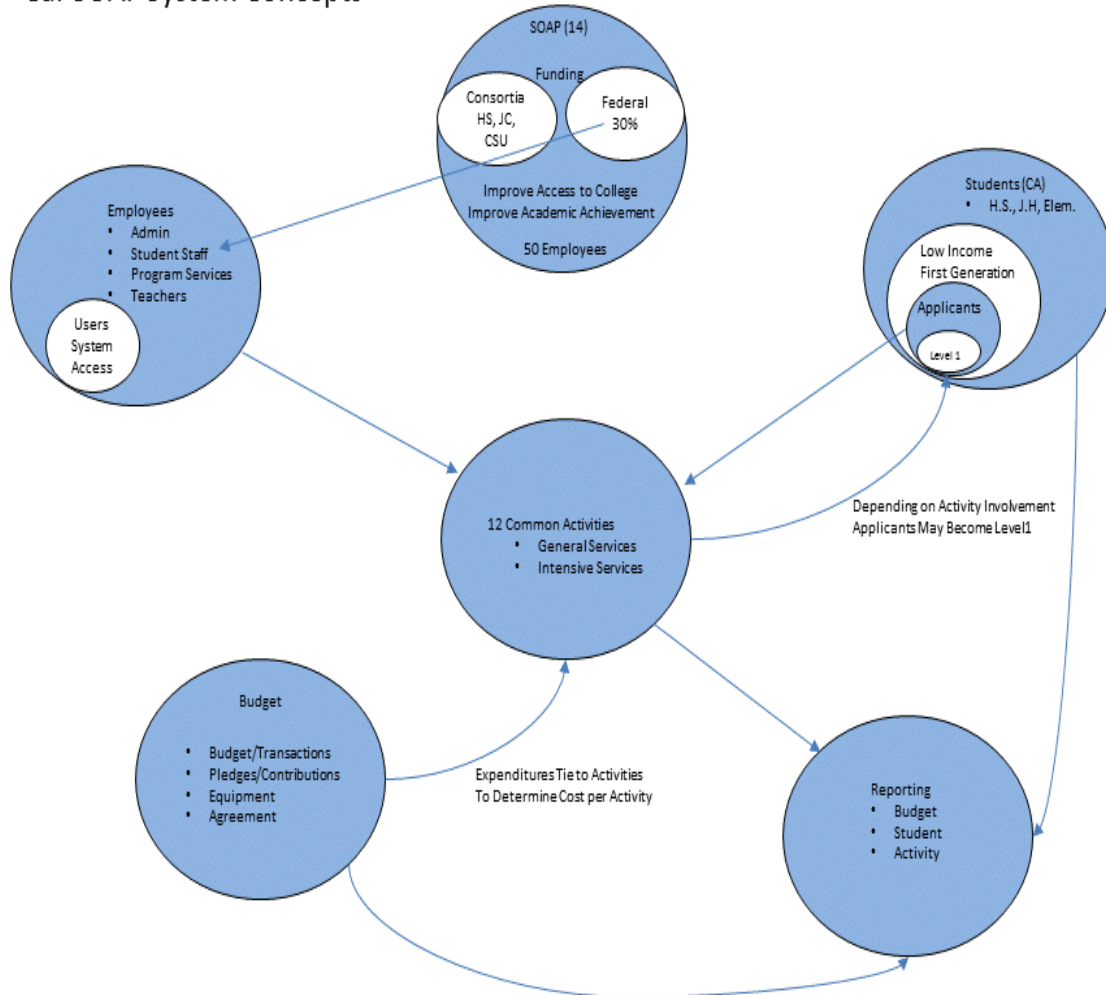 System Concepts
SOAP (14)
Funding
Consortia
HS, JC,
CSU
Federal
30%
Improve Access to College
Improve Academic Achievement
50 Employees
Employees
• Admin
• Student Staff
• Program Services
• Teachers
Users
System
Access
Students (CA)
• H.S., J.H, Elem.
Low Income
First Generation
Applicants
Level 1
12 Common Activities
• General Services
• Intensive Services
Depending on Activity Involvement
Applicants May Become Level1
Budget
• Budget/Transactions
• Pledges/Contributions
• Equipment
• Agreement
Expenditures Tie to Activities
To Determine Cost per Activity
Reporting
• Budget
• Student
• Activity